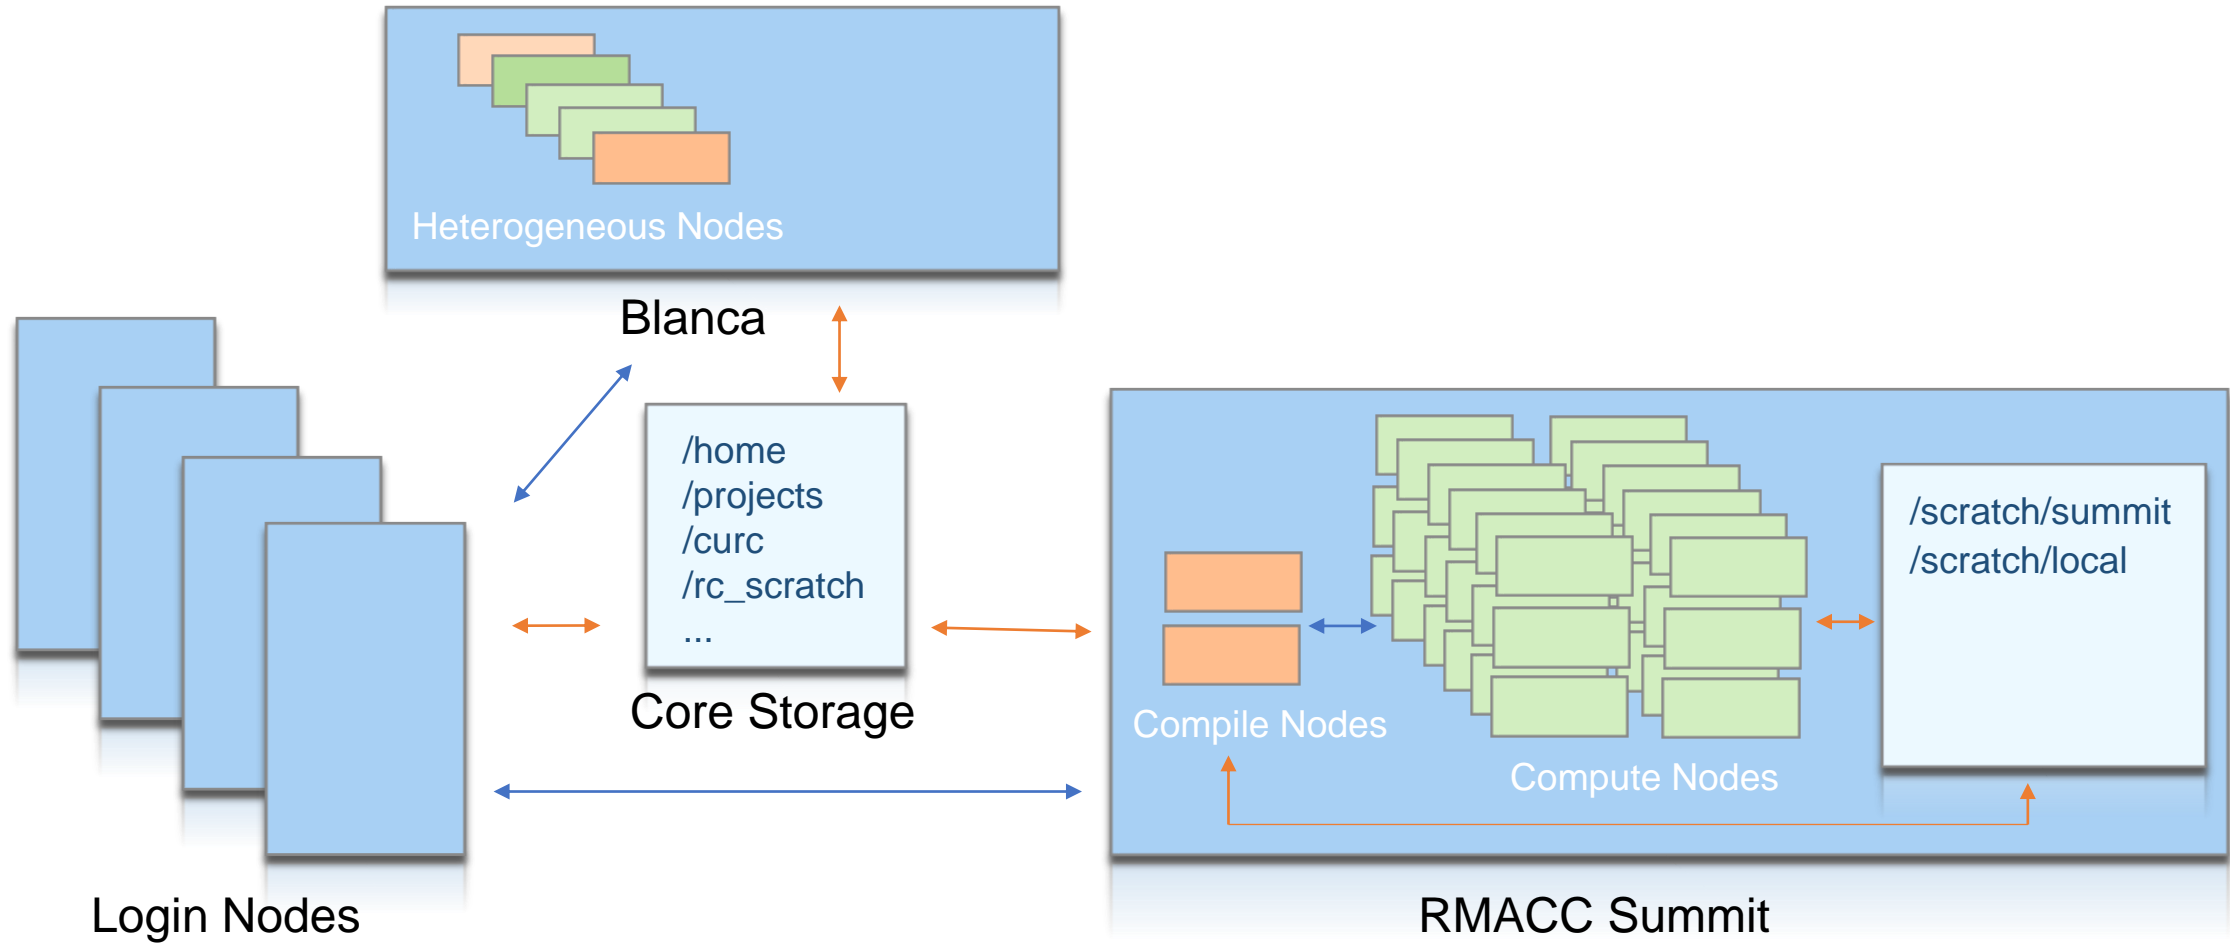 Heterogeneous Nodes
Blanca
/home
/projects
/curc
/rc_scratch
...
Core Storage
Login Nodes
Compile Nodes
Compute Nodes
/scratch/summit
/scratch/local
RMACC Summit